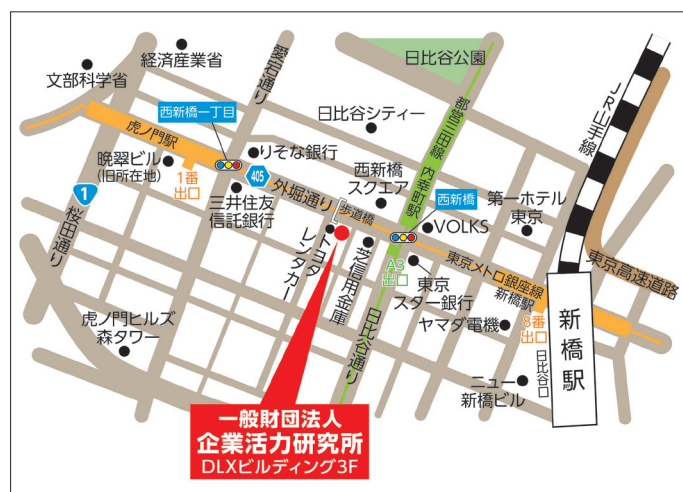 経済産業省
文部科学省
愛宕通り
日比谷公園
JR山手線
西新橋一丁目
日比谷シティー
都営三田線 内幸町駅
虎ノ門駅
りそな銀行
晩翠ビル
(旧所在地)
1番
出口
405
三井住友
信託銀行
外堀通り
西新橋
スクエア
西新橋
第一ホテル
東京
1
桜田通り
歩道橋
VOLKS
トヨタ
レンタカー
芝信用金庫
A3
出口
東京
スター銀行
東京メトロ銀座線
新橋駅
東京高速道路
虎ノ門ヒルズ
森タワー
日比谷通り
ヤマダ電機
8番
出口
日比谷口
新橋駅
ニュー
新橋ビル
一般財団法人
企業活力研究所
DLXビルディング3F